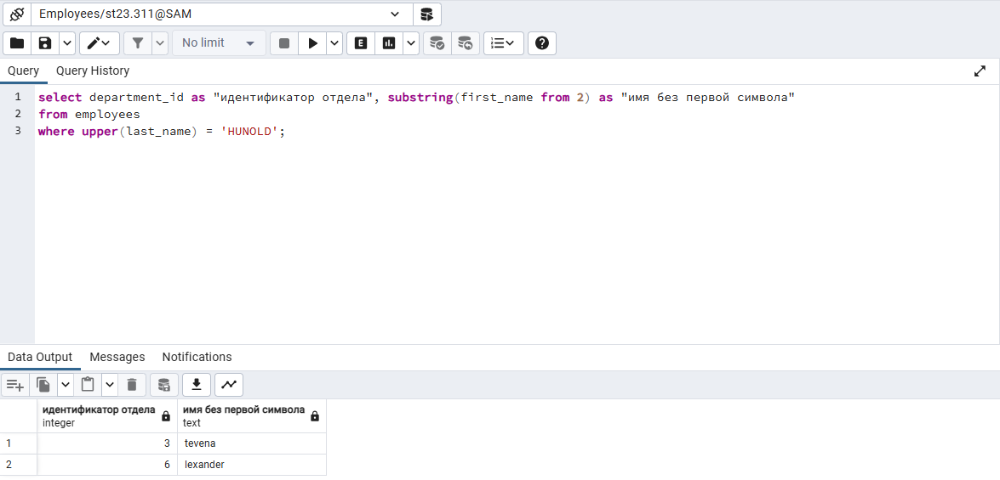 Employees/st23.311@SAM
No limit
E
Query Query History
1 select department_id as "идентификатор отдела", substring(first_name from 2) as "имя без первой символа"
2 from employees
3 where upper(last_name) = 'HUNOLD';
Data Output Messages Notifications
идентификатор отдела имя без первой символа
integer text
1 3 tevena
2 6 lexander